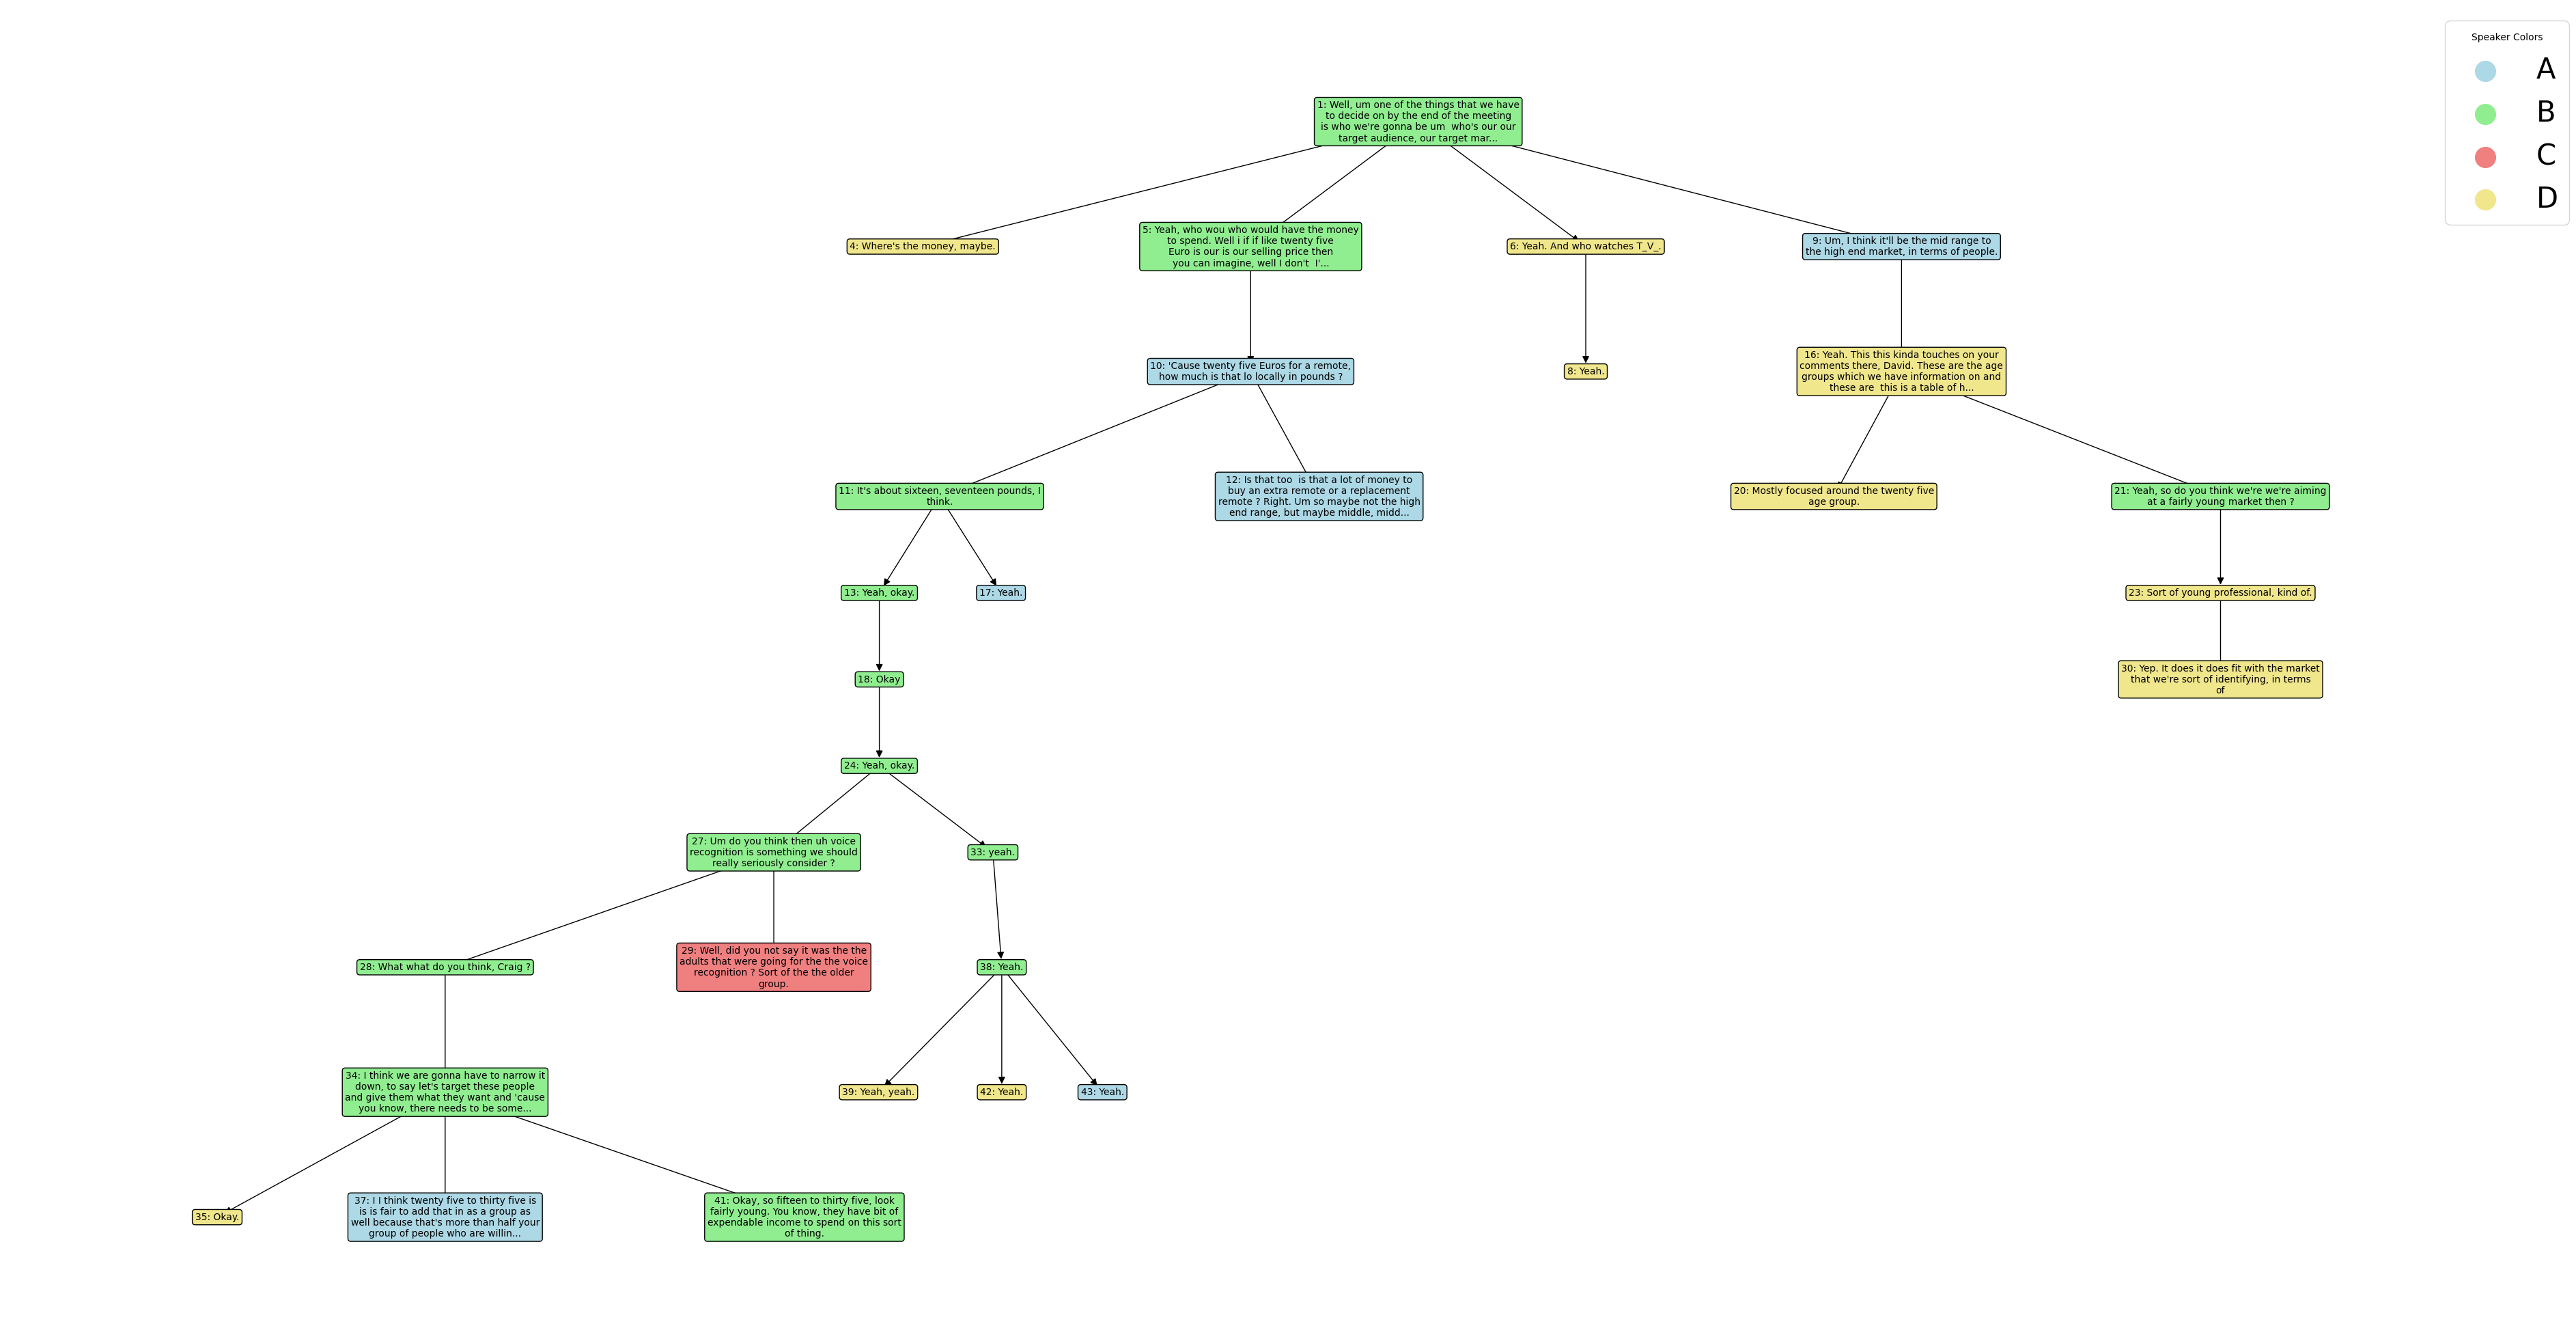 Speaker Colors
A
B
C
D
1: Well, um one of the things that we have
to decide on by the end of the meeting
is who we're gonna be um  who's our our
target audience, our target mar...
4: Where's the money, maybe.
5: Yeah, who wou who would have the money
to spend. Well i if if like twenty five
Euro is our is our selling price then
you can imagine, well I don't  I'...
6: Yeah. And who watches T_V_.
9: Um, I think it'll be the mid range to
the high end market, in terms of people.
10: 'Cause twenty five Euros for a remote,
how much is that lo locally in pounds ?
8: Yeah.
16: Yeah. This this kinda touches on your
comments there, David. These are the age
groups which we have information on and
these are  this is a table of h...
11: It's about sixteen, seventeen pounds, I
think.
12: Is that too  is that a lot of money to
buy an extra remote or a replacement
remote ? Right. Um so maybe not the high
end range, but maybe middle, midd...
20: Mostly focused around the twenty five
age group.
21: Yeah, so do you think we're we're aiming
at a fairly young market then ?
13: Yeah, okay.
17: Yeah.
23: Sort of young professional, kind of.
18: Okay
30: Yep. It does it does fit with the market
that we're sort of identifying, in terms
of
24: Yeah, okay.
27: Um do you think then uh voice
recognition is something we should
really seriously consider ?
33: yeah.
28: What what do you think, Craig ?
29: Well, did you not say it was the the
adults that were going for the the voice
recognition ? Sort of the the older
group.
38: Yeah.
34: I think we are gonna have to narrow it
down, to say let's target these people
and give them what they want and 'cause
you know, there needs to be some...
39: Yeah, yeah.
42: Yeah.
43: Yeah.
35: Okay.
37: I I think twenty five to thirty five is
is is fair to add that in as a group as
well because that's more than half your
group of people who are willin...
41: Okay, so fifteen to thirty five, look
fairly young. You know, they have bit of
expendable income to spend on this sort
of thing.